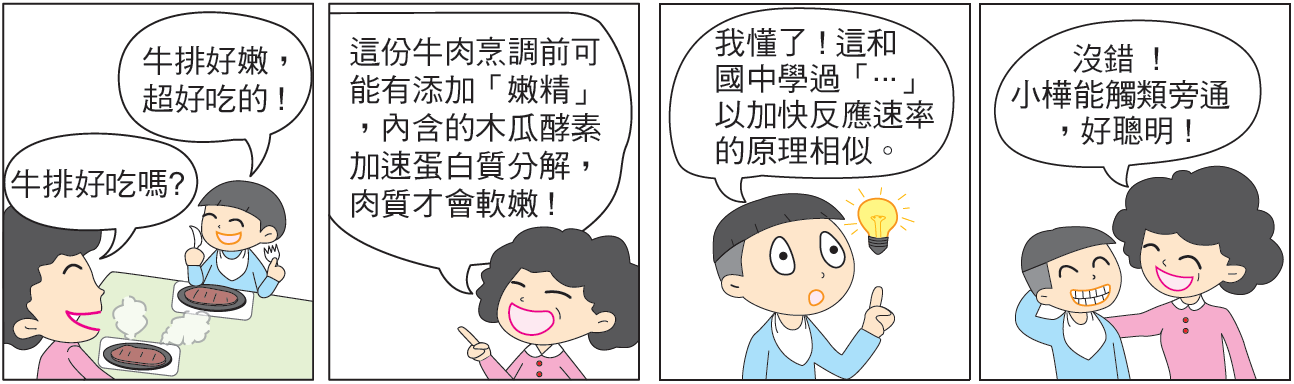 牛排好嫩，
超好吃的！
牛排好吃嗎?
這份牛肉烹調前可
能有添加「嫩精」
，內含的木瓜酵素
加速蛋白質分解，
肉質才會軟嫩！
我懂了！這和
國中學過「…」
以加快反應速率
的原理相似。
沒錯！
小樺能觸類旁通
，好聰明！